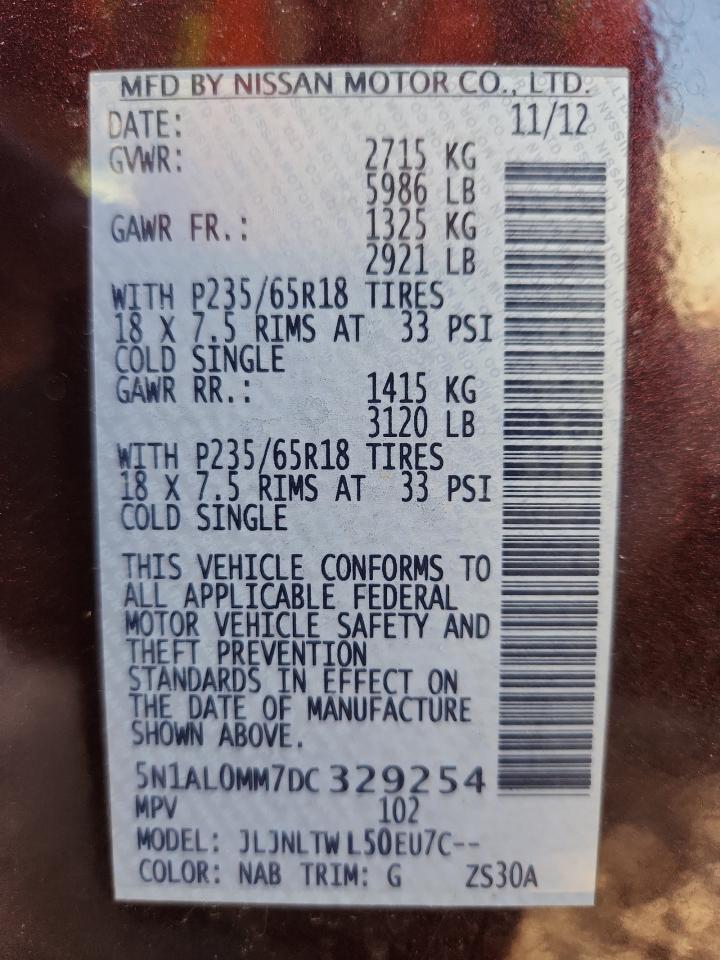 MFD BY NISSAN MOTOR CO., LTD.
DATE: 11/12
GVWR: 2715 KG
5986 LB
GAWR FR.: 1325 KG
2921 LB
WITH P235/65R18 TIRES
18 X 7.5 RIMS AT 33 PSI
COLD SINGLE
GAWR RR.: 1415 KG
3120 LB
WITH P235/65R18 TIRES
18 X 7.5 RIMS AT 33 PSI
COLD SINGLE
THIS VEHICLE CONFORMS TO
ALL APPLICABLE FEDERAL
MOTOR VEHICLE SAFETY AND
THEFT PREVENTION
STANDARDS IN EFFECT ON
THE DATE OF MANUFACTURE
SHOWN ABOVE.
5N1AL0MM7DC 329254
MPV 102
MODEL: JLJNLTW L50EU7C--
COLOR: NAB TRIM: G ZS30A